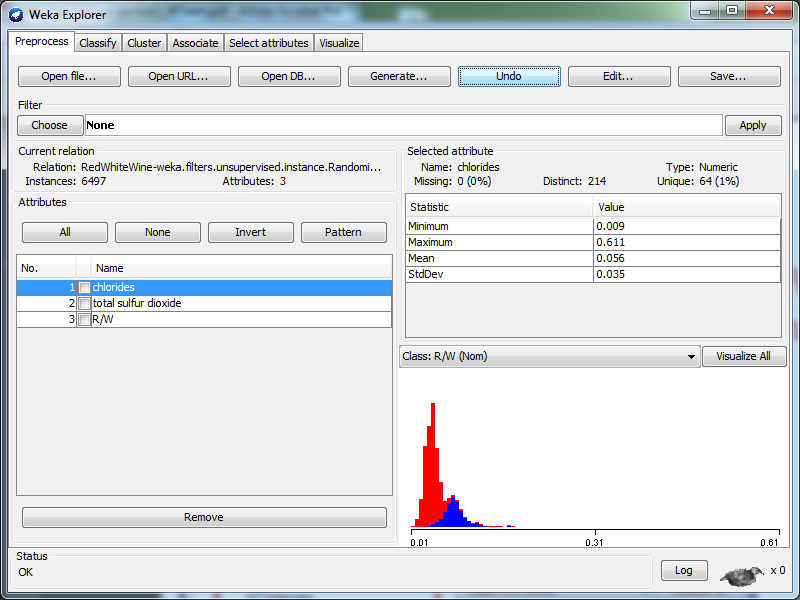 Weka Explorer
Preprocess Classify Cluster Associate Select attributes Visualize
Open file... Open URL... Open DB... Generate... Undo Edit... Save...
Filter
Choose None Apply
Current relation
Relation: RedWhiteWine-weka.filters.unsupervised.instance.Randomi...
Instances: 6497 Attributes: 3
Attributes
All None Invert Pattern
No. Name
1 chlorides
2 total sulfur dioxide
3 R/W
Remove
Selected attribute
Name: chlorides Type: Numeric
Missing: 0 (0%) Distinct: 214 Unique: 64 (1%)
Statistic Value
Minimum 0.009
Maximum 0.611
Mean 0.056
StdDev 0.035
Class: R/W (Nom) Visualize All
0.01 0.31 0.61
Status
OK
Log x 0